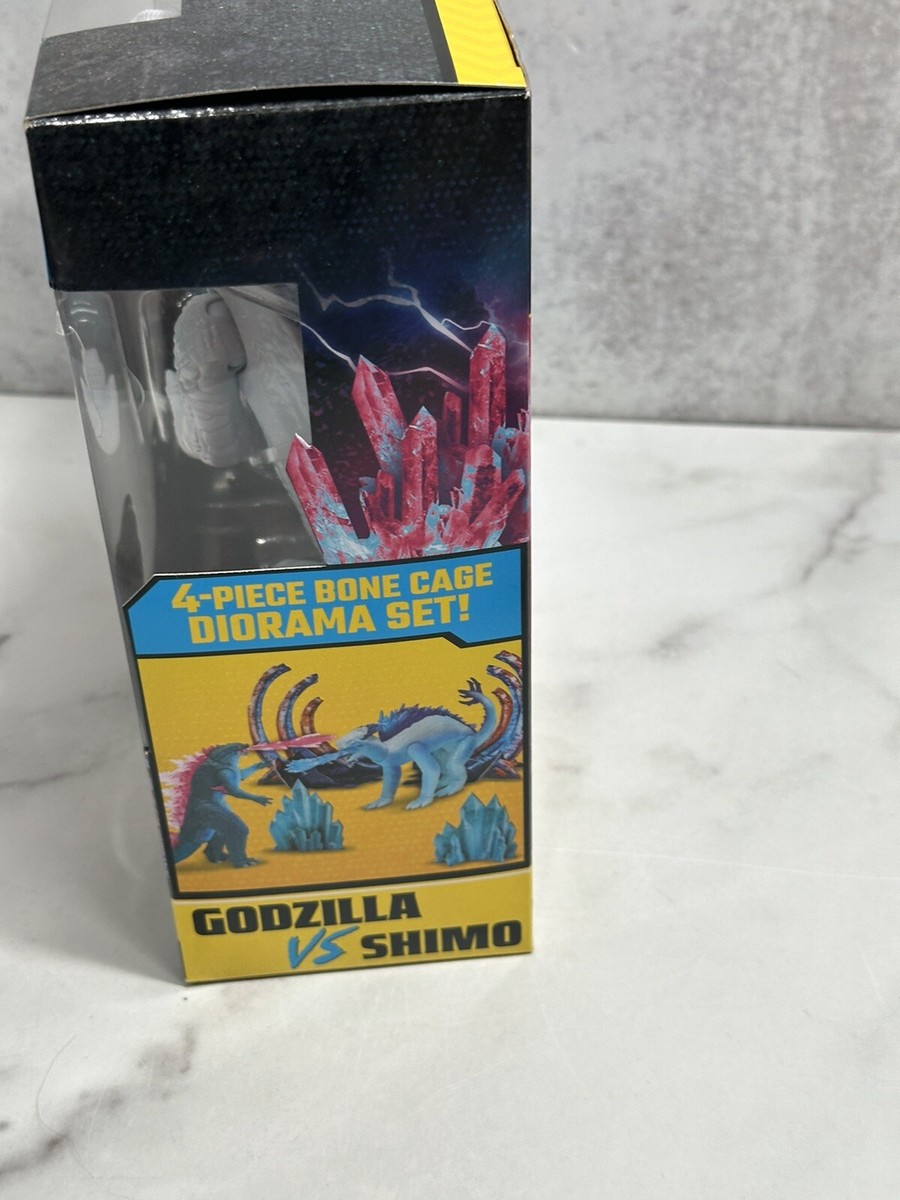 4-PIECE BONE CAGE
DIORAMA SET!
GODZILLA
VS SHIMO